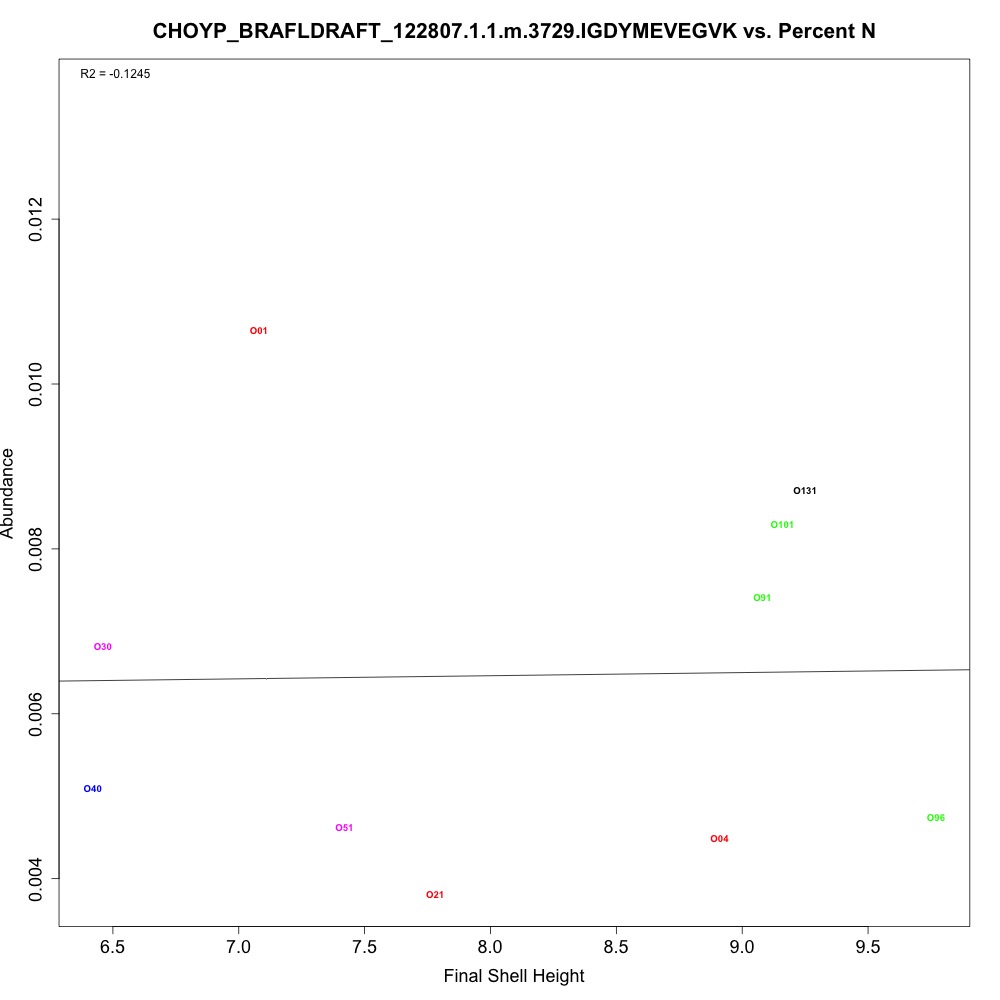 CHOYP_BRAFLDRAFT_122807.1.1.m.3729.IGDYMEVEGVK vs. Percent N
R2 = -0.1245
0.012
O01
0.010
O131
O101
Abundance
0.008
O91
O30
0.006
O40
O51
O96
O04
0.004
O21
6.5 7.0 7.5 8.0 8.5 9.0 9.5
Final Shell Height